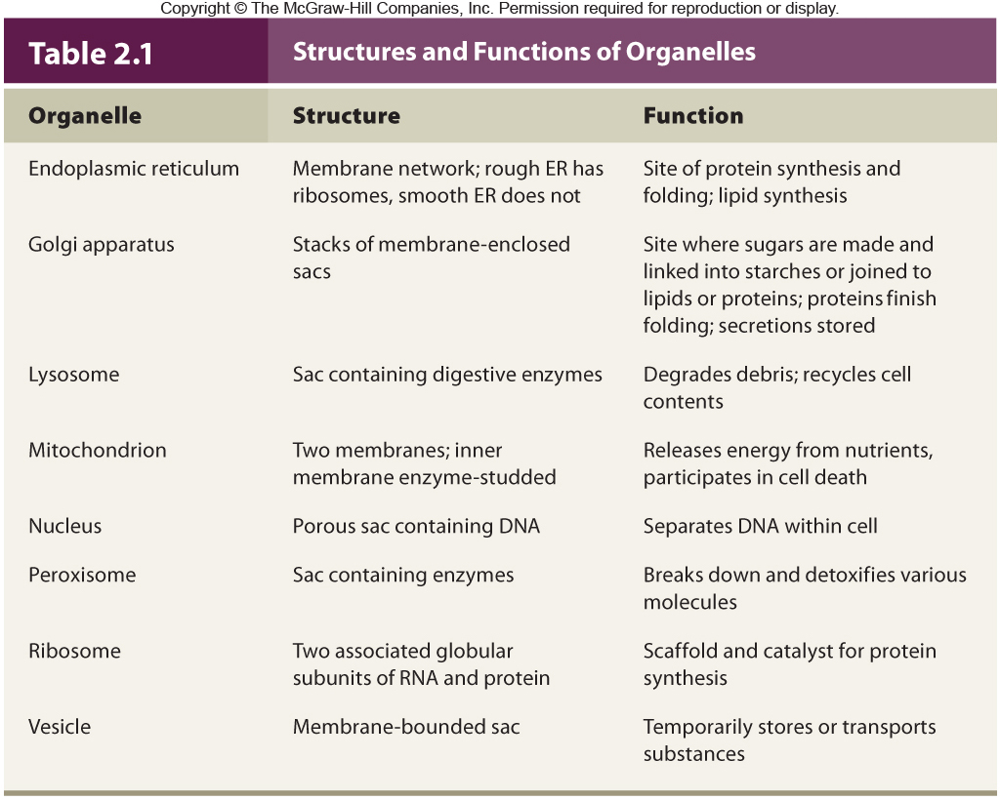 Copyright © The McGraw-Hill Companies, Inc. Permission required for reproduction or display.
Table 2.1 Structures and Functions of Organelles
Organelle Structure Function
Endoplasmic reticulum Membrane network; rough ER has Site of protein synthesis and
ribosomes, smooth ER does not folding; lipid synthesis
Golgi apparatus Stacks of membrane-enclosed Site where sugars are made and
sacs linked into starches or joined to
lipids or proteins; proteins finish
folding; secretions stored
Lysosome Sac containing digestive enzymes Degrades debris; recycles cell
contents
Mitochondrion Two membranes; inner Releases energy from nutrients,
membrane enzyme-studded participates in cell death
Nucleus Porous sac containing DNA Separates DNA within cell
Peroxisome Sac containing enzymes Breaks down and detoxifies various
molecules
Ribosome Two associated globular Scaffold and catalyst for protein
subunits of RNA and protein synthesis
Vesicle Membrane-bounded sac Temporarily stores or transports
substances